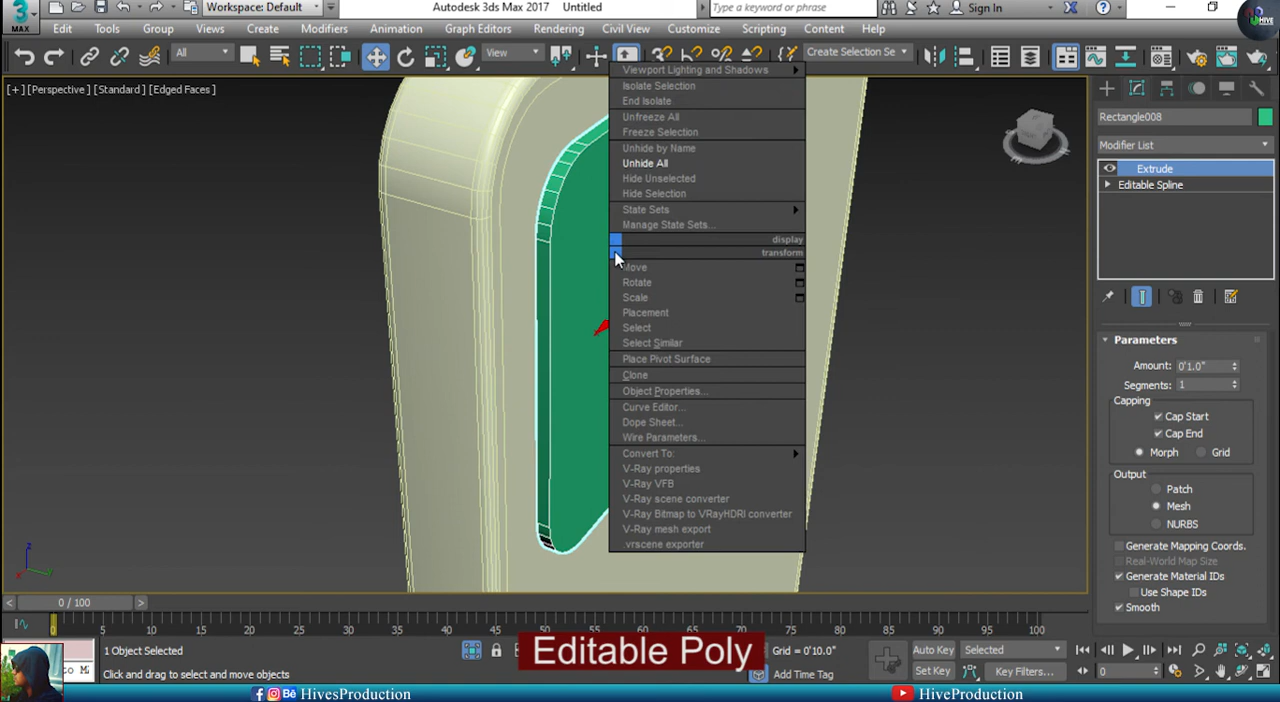 3
MAX
Workspace: Default
Autodesk 3ds Max 2017 Untitled
Type a keyword or phrase
Sign In
HIVE
Edit Tools Group Views Create Modifiers Animation Graph Editors Rendering Civil View Customize Scripting Content Help
All
View
Create Selection Se
[+] [Perspective] [Standard] [Edged Faces]
Viewport Lighting and Shadows
Isolate Selection
End Isolate
Unfreeze All
Freeze Selection
Unhide by Name
Unhide All
Hide Unselected
Hide Selection
State Sets
Manage State Sets...
display
transform
Move
Rotate
Scale
Placement
Select
Select Similar
Place Pivot Surface
Clone
Object Properties...
Curve Editor...
Dope Sheet...
Wire Parameters...
Convert To:
V-Ray properties
V-Ray VFB
V-Ray scene converter
V-Ray Bitmap to VRayHDRI converter
V-Ray mesh export
.vrscene exporter
Rectangle008
Modifier List
Extrude
Editable Spline
Parameters
Amount: 0'1.0"
Segments: 1
Capping
Cap Start
Cap End
Morph Grid
Output
Patch
Mesh
NURBS
Generate Mapping Coords.
Real-World Map Size
Generate Material IDs
Use Shape IDs
Smooth
z
x
y
0 / 100
0 5 10 15 20 25 30 35 40 45 50 55 60 65 70 75 80 85 90 95 100
1 Object Selected
Click and drag to select and move objects
Editable Poly
Grid = 0'10.0"
Add Time Tag
Auto Key
Selected
Set Key
Key Filters...
0
HivesProduction
HiveProduction